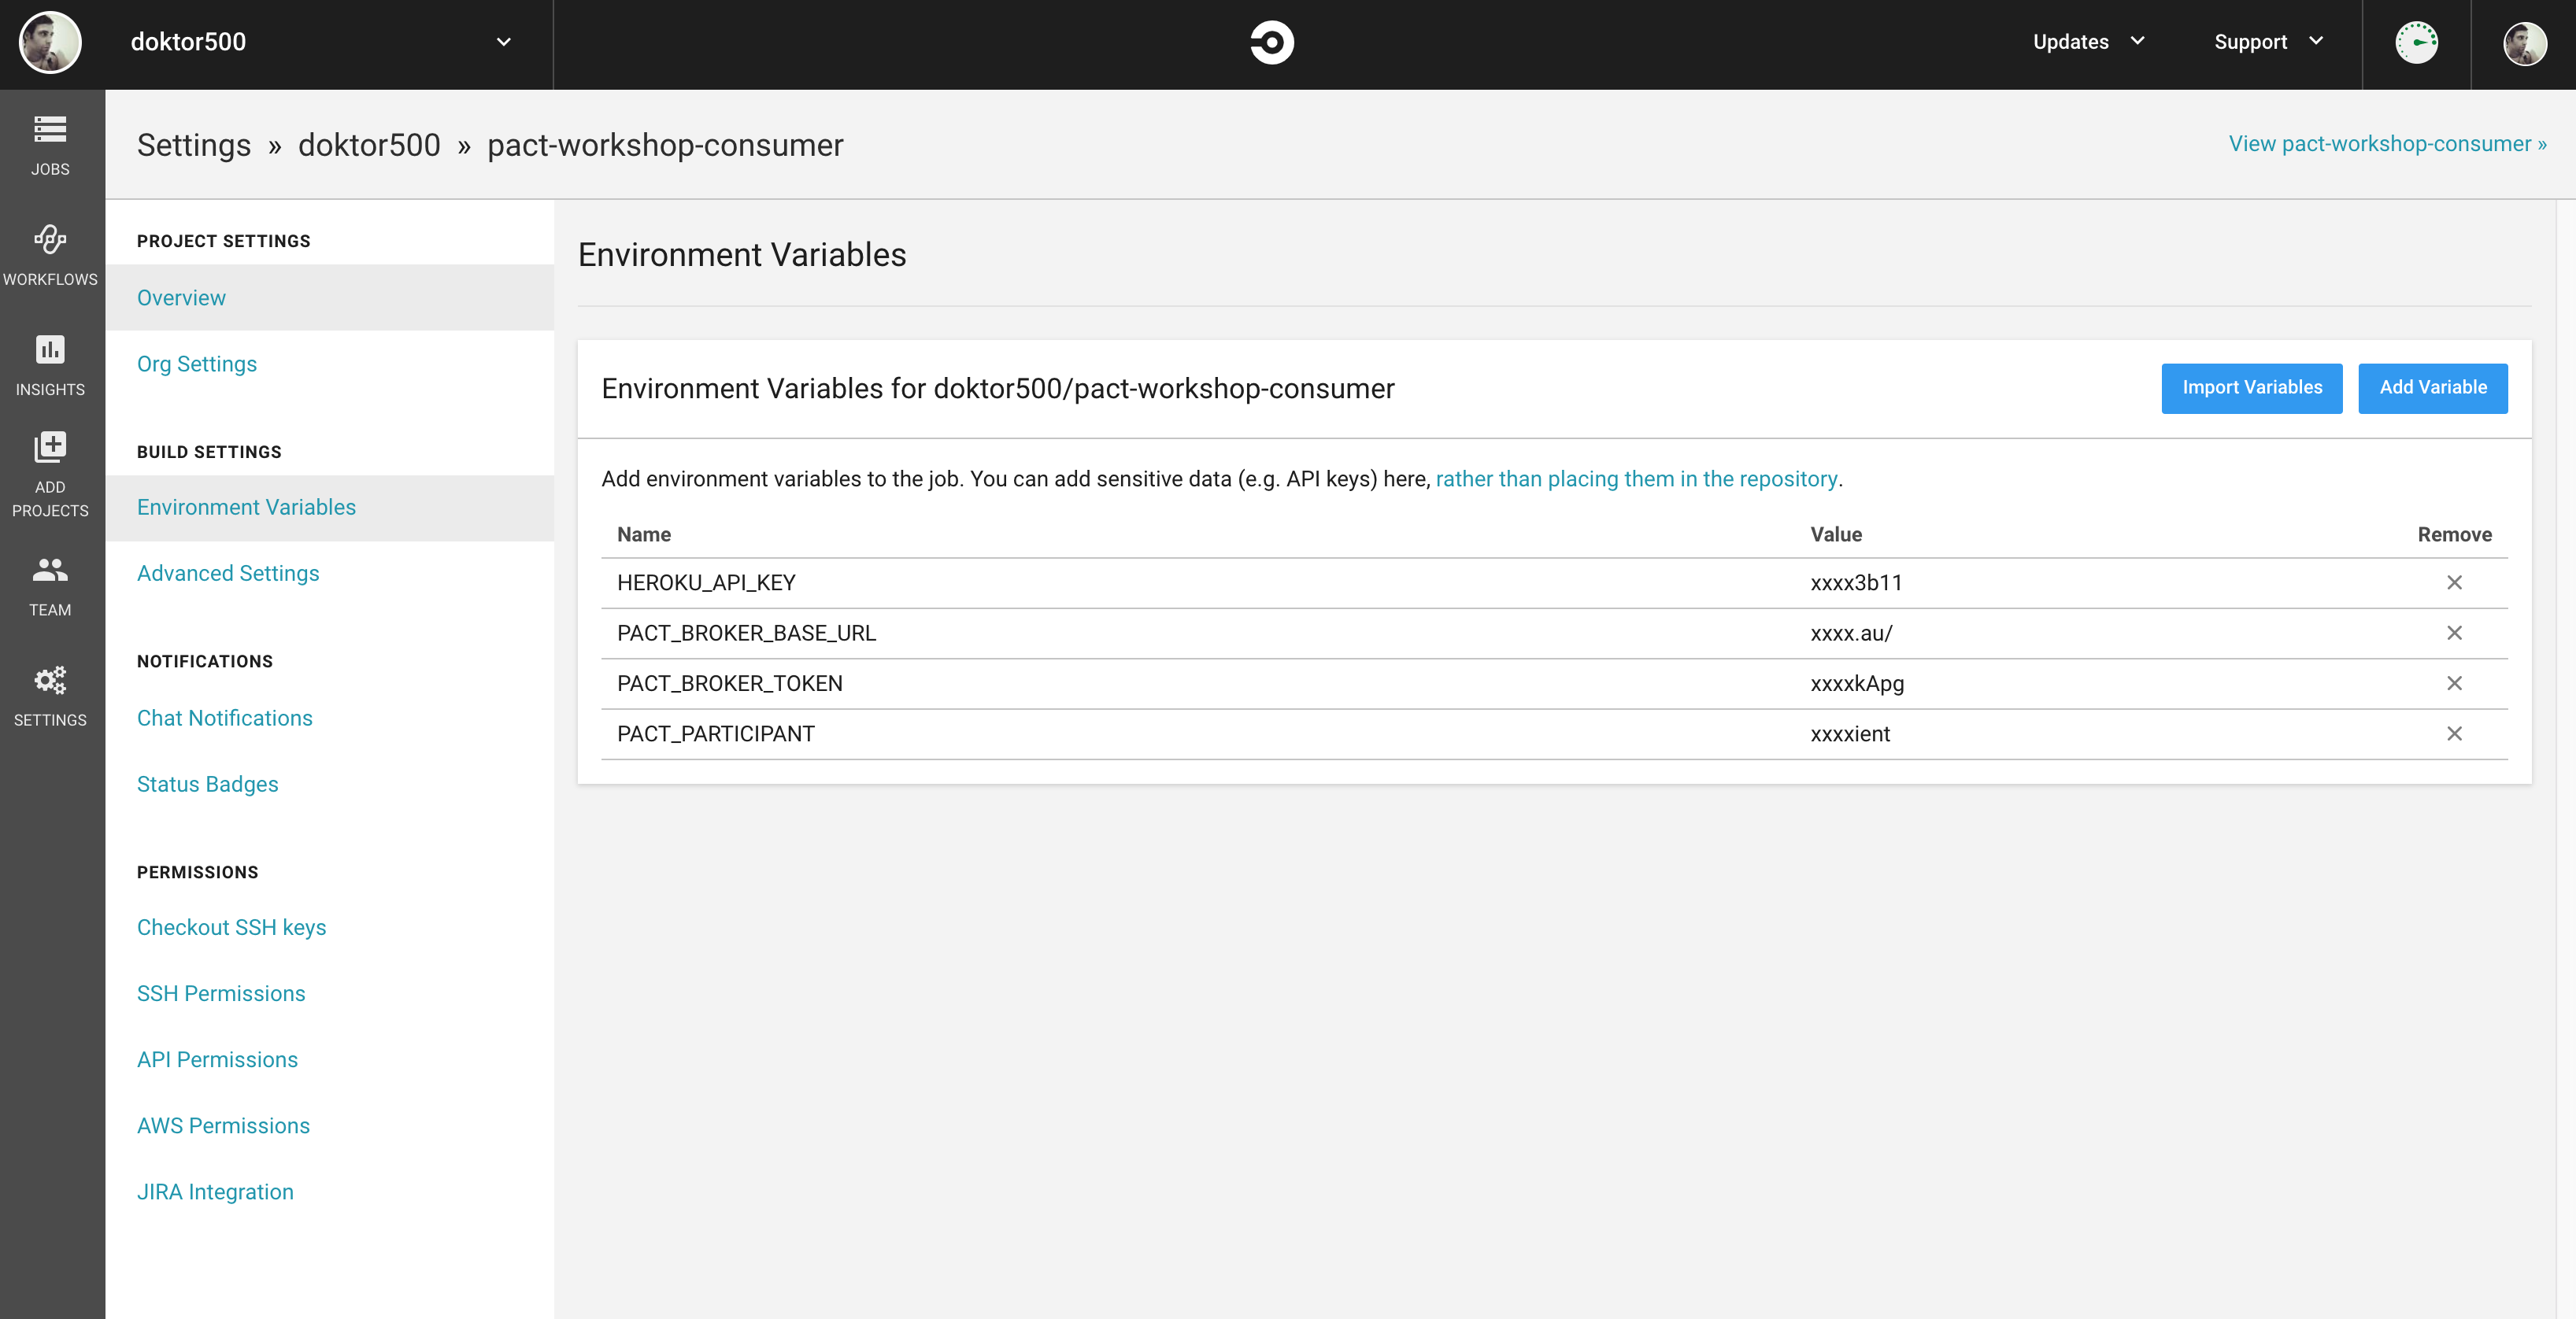 doktor500
Updates
Support
JOBS
WORKFLOWS
INSIGHTS
ADD
PROJECTS
TEAM
SETTINGS
Settings » doktor500 » pact-workshop-consumer
View pact-workshop-consumer »
PROJECT SETTINGS
Overview
Org Settings
BUILD SETTINGS
Environment Variables
Advanced Settings
NOTIFICATIONS
Chat Notifications
Status Badges
PERMISSIONS
Checkout SSH keys
SSH Permissions
API Permissions
AWS Permissions
JIRA Integration
Environment Variables
Environment Variables for doktor500/pact-workshop-consumer
Import Variables
Add Variable
Add environment variables to the job. You can add sensitive data (e.g. API keys) here, rather than placing them in the repository.
Name Value Remove
HEROKU_API_KEY xxxx3b11
PACT_BROKER_BASE_URL xxxx.au/
PACT_BROKER_TOKEN xxxxkApg
PACT_PARTICIPANT xxxxient